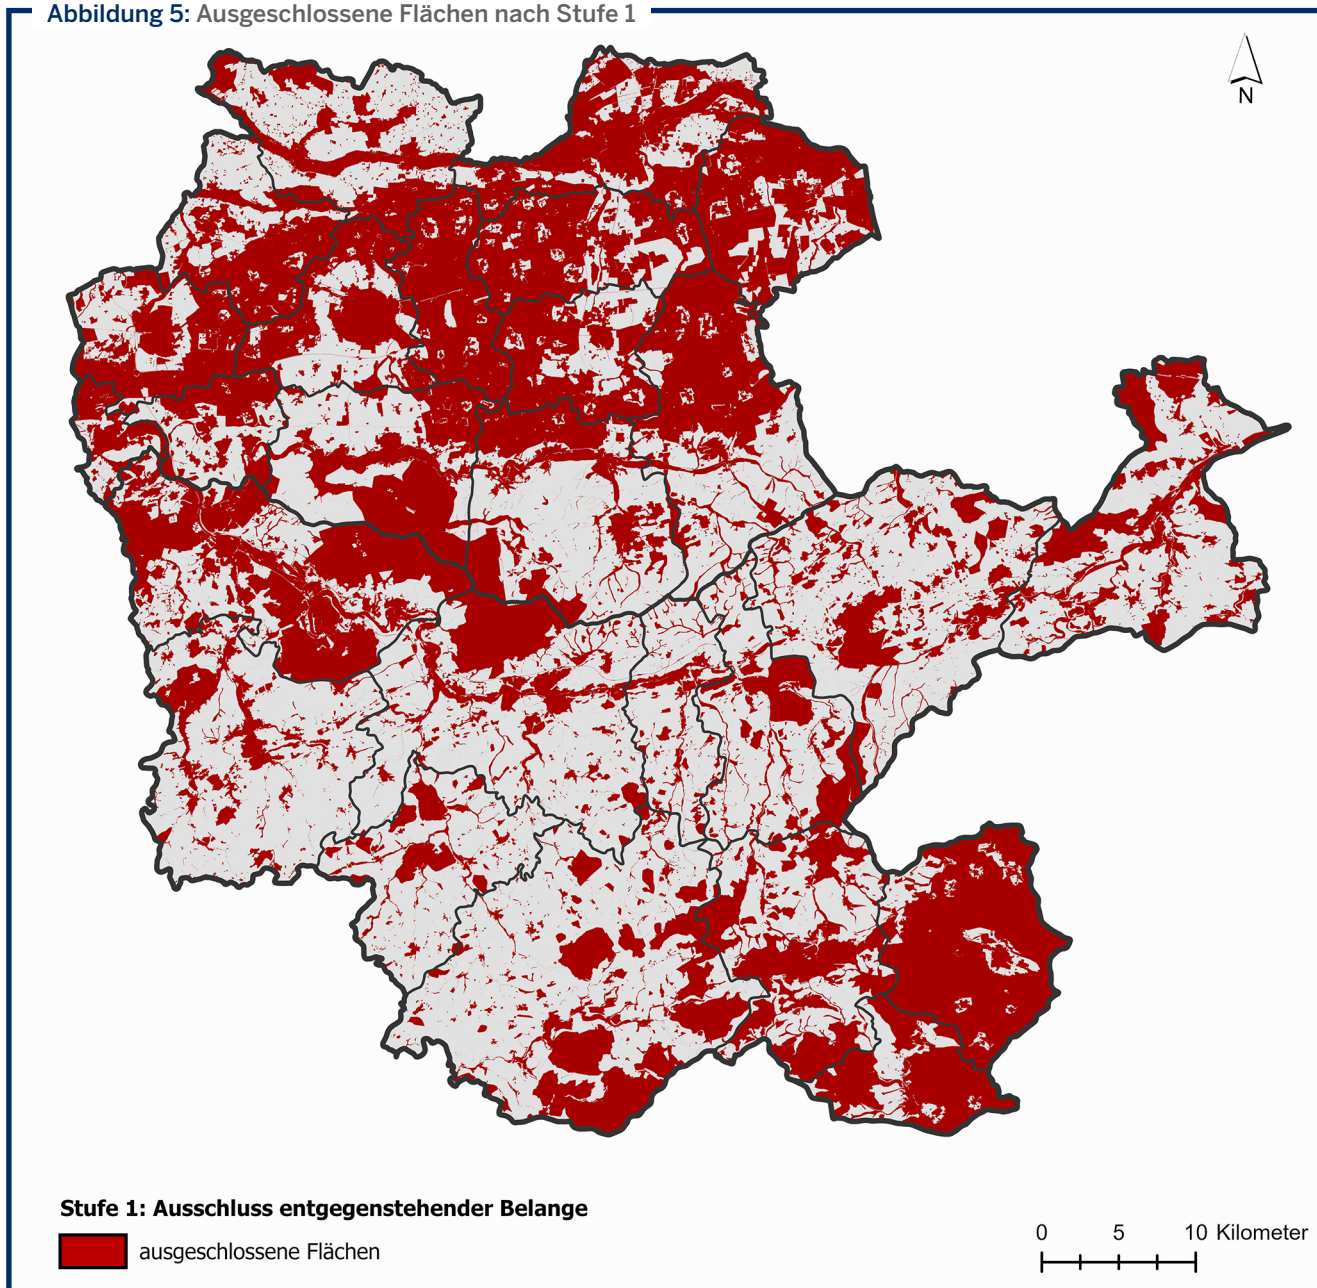 Abbildung 5: Ausgeschlossene Flächen nach Stufe 1
N
Stufe 1: Ausschluss entgegenstehender Belange
ausgeschlossene Flächen
0 5 10 Kilometer